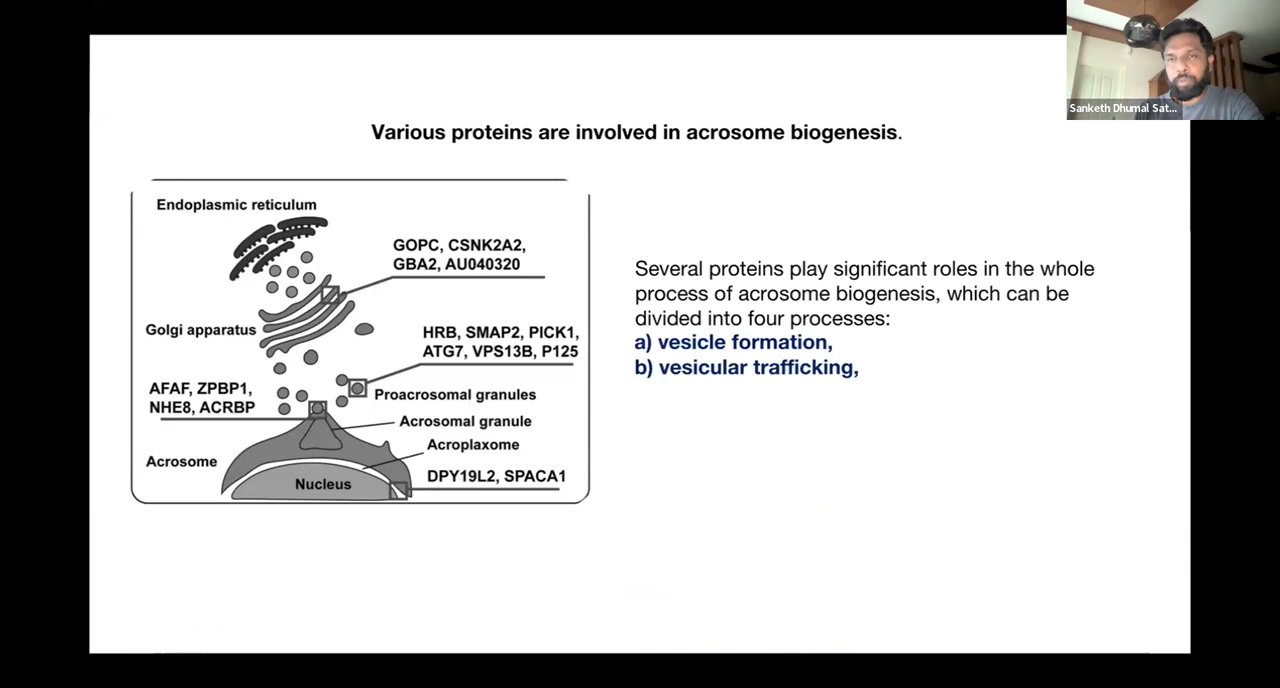 Sanketh Dhumal Sat...
Various proteins are involved in acrosome biogenesis.
Endoplasmic reticulum
GOPC, CSNK2A2,
GBA2, AU040320
Golgi apparatus
HRB, SMAP2, PICK1,
ATG7, VPS13B, P125
AFAF, ZPBP1,
NHE8, ACRBP
Proacrosomal granules
Acrosomal granule
Acroplaxome
Acrosome
DPY19L2, SPACA1
Nucleus
Several proteins play significant roles in the whole
process of acrosome biogenesis, which can be
divided into four processes:
a) vesicle formation,
b) vesicular trafficking,